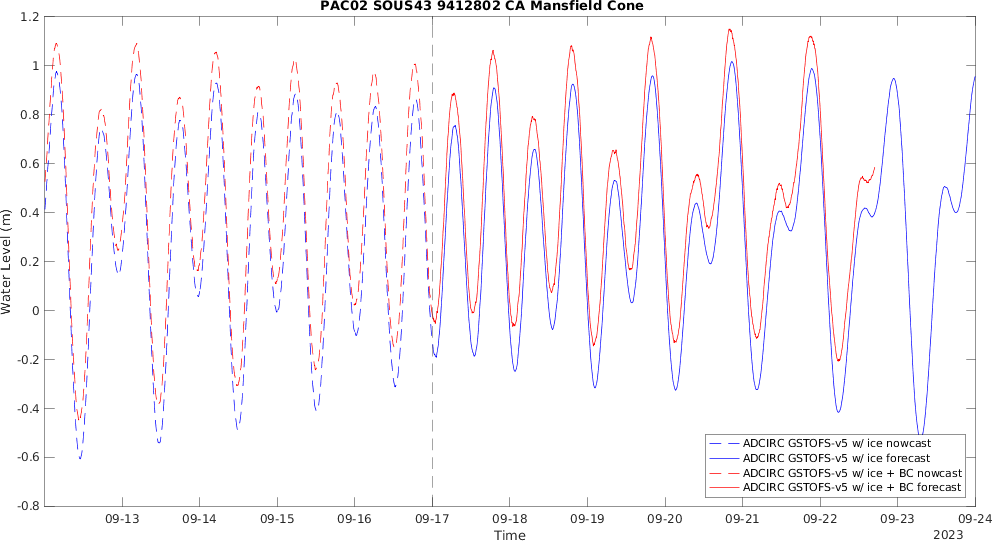 PAC02 SOUS43 9412802 CA Mansfield Cone
1.2
1
0.8
0.6
0.4
0.2
0
-0.2
-0.4
-0.6
-0.8
Water Level (m)
ADCIRC GSTOFS-v5 w/ ice nowcast
ADCIRC GSTOFS-v5 w/ ice forecast
ADCIRC GSTOFS-v5 w/ ice + BC nowcast
ADCIRC GSTOFS-v5 w/ ice + BC forecast
09-13 09-14 09-15 09-16 09-17 09-18 09-19 09-20 09-21 09-22 09-23 09-24
Time
2023